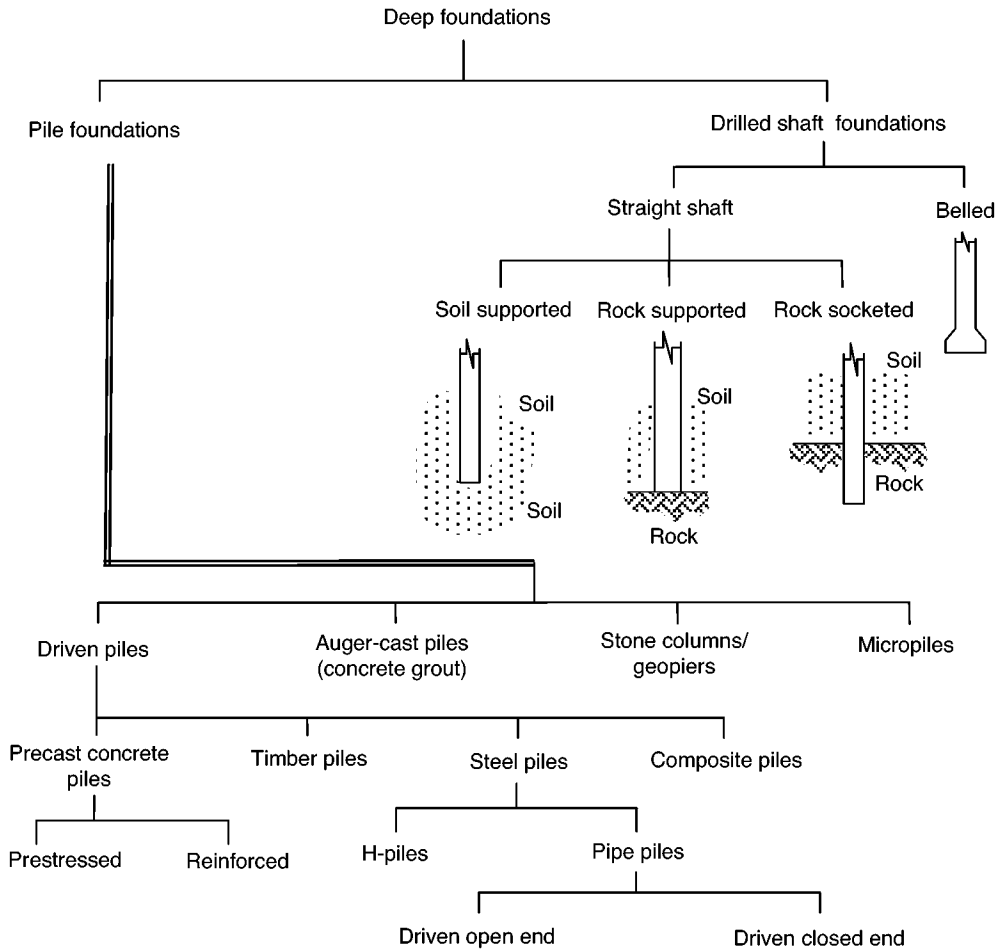 Deep foundations
Pile foundations
Drilled shaft foundations
Straight shaft
Belled
Soil supported
Rock supported
Rock socketed
Soil
Soil
Soil
Soil
Rock
Rock
Driven piles
Auger-cast piles
(concrete grout)
Stone columns/
geopiers
Micropiles
Precast concrete
piles
Timber piles
Steel piles
Composite piles
Prestressed
Reinforced
H-piles
Pipe piles
Driven open end
Driven closed end